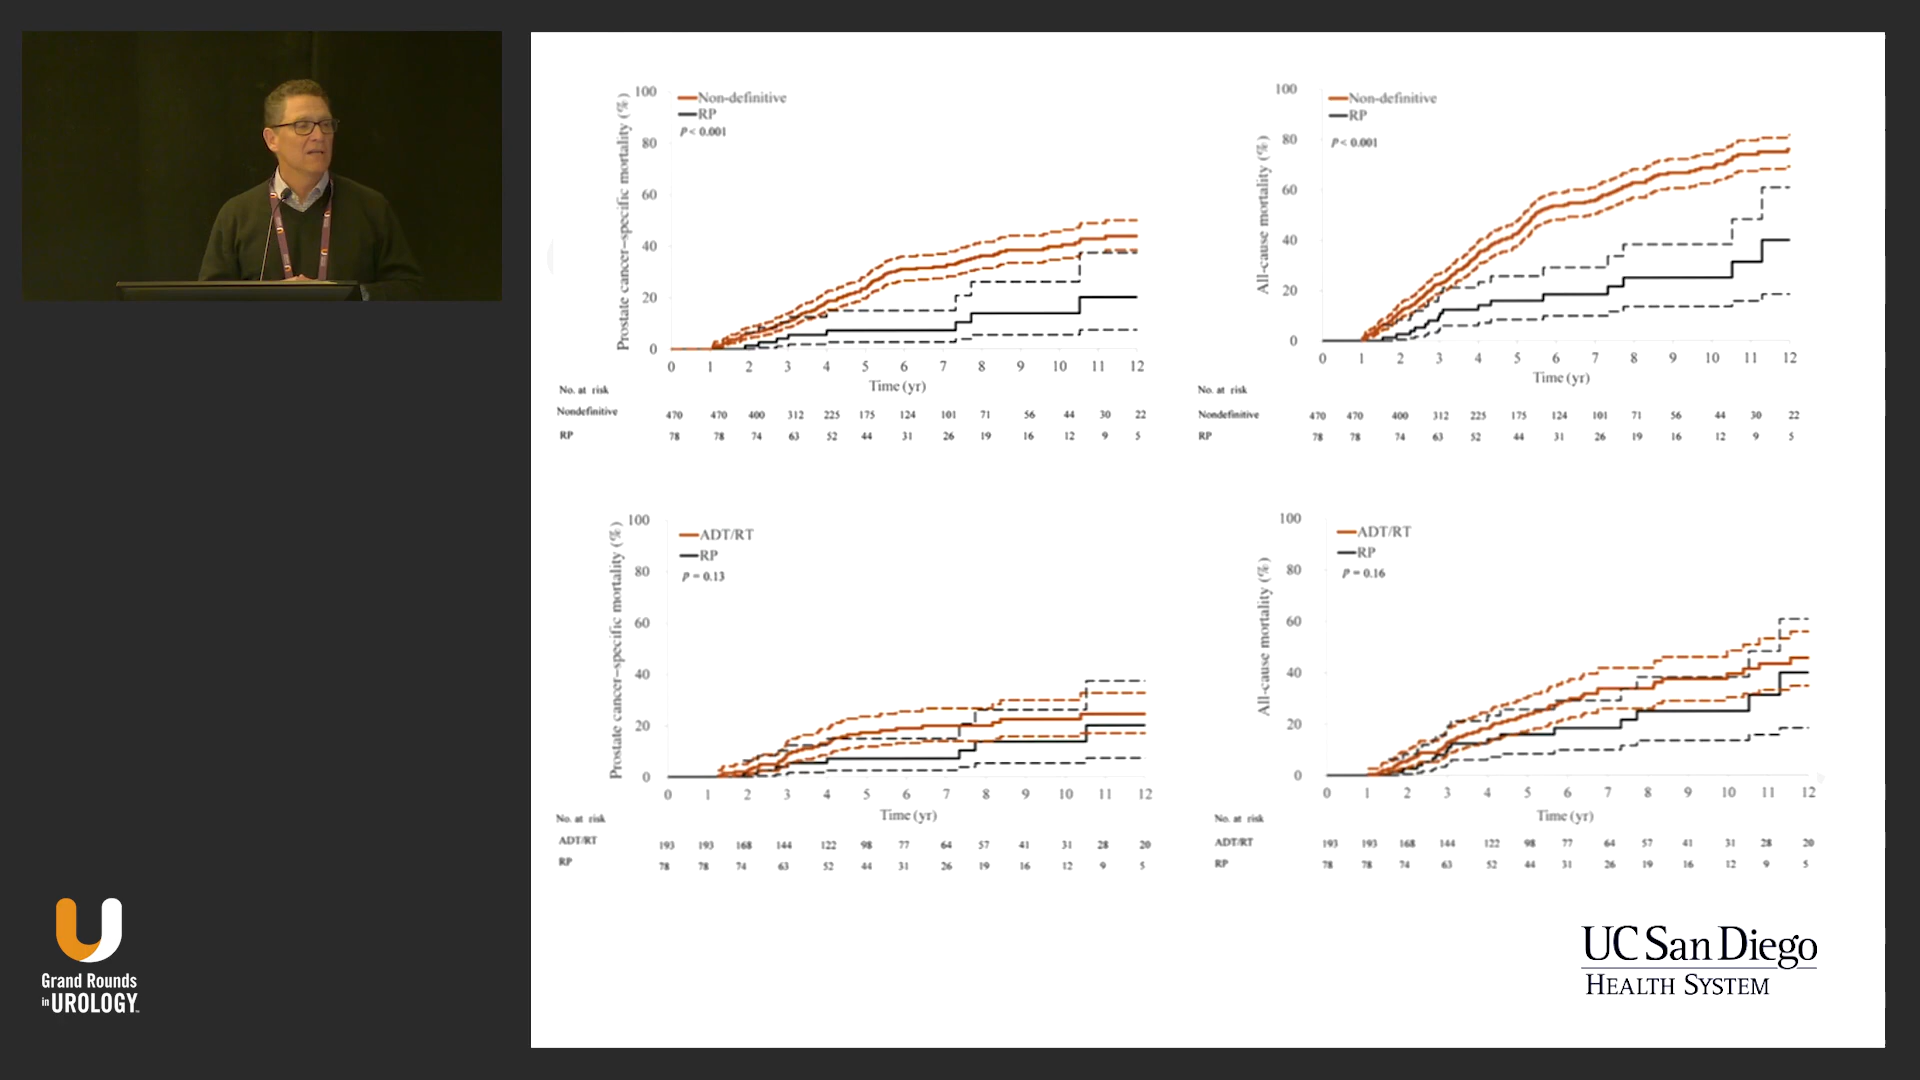 Prostate cancer–specific mortality (%)
100
80
60
40
20
0
Non-definitive
RP
P < 0.001
0 1 2 3 4 5 6 7 8 9 10 11 12
Time (yr)
No. at risk
Nondefinitive 470 470 400 312 225 175 124 101 71 56 44 30 22
RP 78 78 74 63 52 44 31 26 19 16 12 9 5
All-cause mortality (%)
100
80
60
40
20
0
Non-definitive
RP
P < 0.001
0 1 2 3 4 5 6 7 8 9 10 11 12
Time (yr)
No. at risk
Nondefinitive 470 470 400 312 225 175 124 101 71 56 44 30 22
RP 78 78 74 63 52 44 31 26 19 16 12 9 5
Prostate cancer–specific mortality (%)
100
80
60
40
20
0
ADT/RT
RP
P = 0.13
0 1 2 3 4 5 6 7 8 9 10 11 12
Time (yr)
No. at risk
ADT/RT 193 193 168 144 122 98 77 64 57 41 31 28 20
RP 78 78 74 63 52 44 31 26 19 16 12 9 5
All-cause mortality (%)
100
80
60
40
20
0
ADT/RT
RP
P = 0.16
0 1 2 3 4 5 6 7 8 9 10 11 12
Time (yr)
No. at risk
ADT/RT 193 193 168 144 122 98 77 64 57 41 31 28 20
RP 78 78 74 63 52 44 31 26 19 16 12 9 5
Grand Rounds
in UROLOGY
UC San Diego
HEALTH SYSTEM